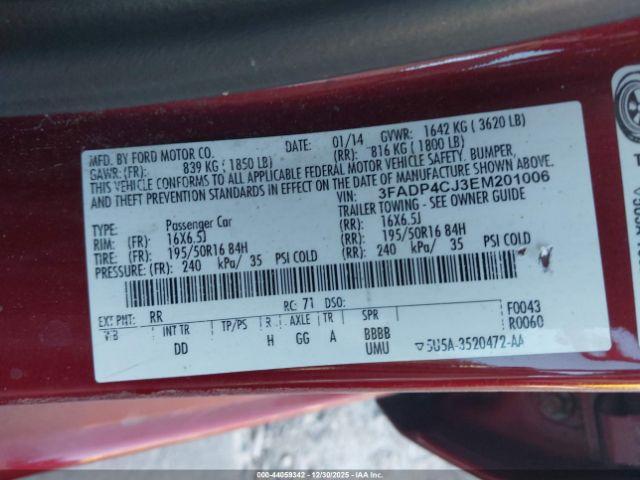 MFD. BY FORD MOTOR CO.
DATE: 01/14 GVWR: 1642 KG ( 3620 LB)
GAWR: (FR): 839 KG ( 1850 LB) (RR): 816 KG ( 1800 LB)
THIS VEHICLE CONFORMS TO ALL APPLICABLE FEDERAL MOTOR VEHICLE SAFETY, BUMPER,
AND THEFT PREVENTION STANDARDS IN EFFECT ON THE DATE OF MANUFACTURE SHOWN ABOVE.
VIN: 3FADP4CJ3EM201006
TYPE: Passenger Car TRAILER TOWING— SEE OWNER GUIDE
RIM: (FR): 16X6.5J (RR): 16X6.5J
TIRE: (FR): 195/50R16 84H (RR): 195/50R16 84H
PRESSURE: (FR): 240 kPa/ 35 PSI COLD (RR): 240 kPa/ 35 PSI COLD
EXT PNT: RR RC: 71 DSO: F0043
WB INT TR TP/PS R AXLE TR SPR R0060
DD H GG A BBBB
UMU ▽5U5A-3520472-AA
000-44059342 - 12/30/2025 - IAAI, Inc.